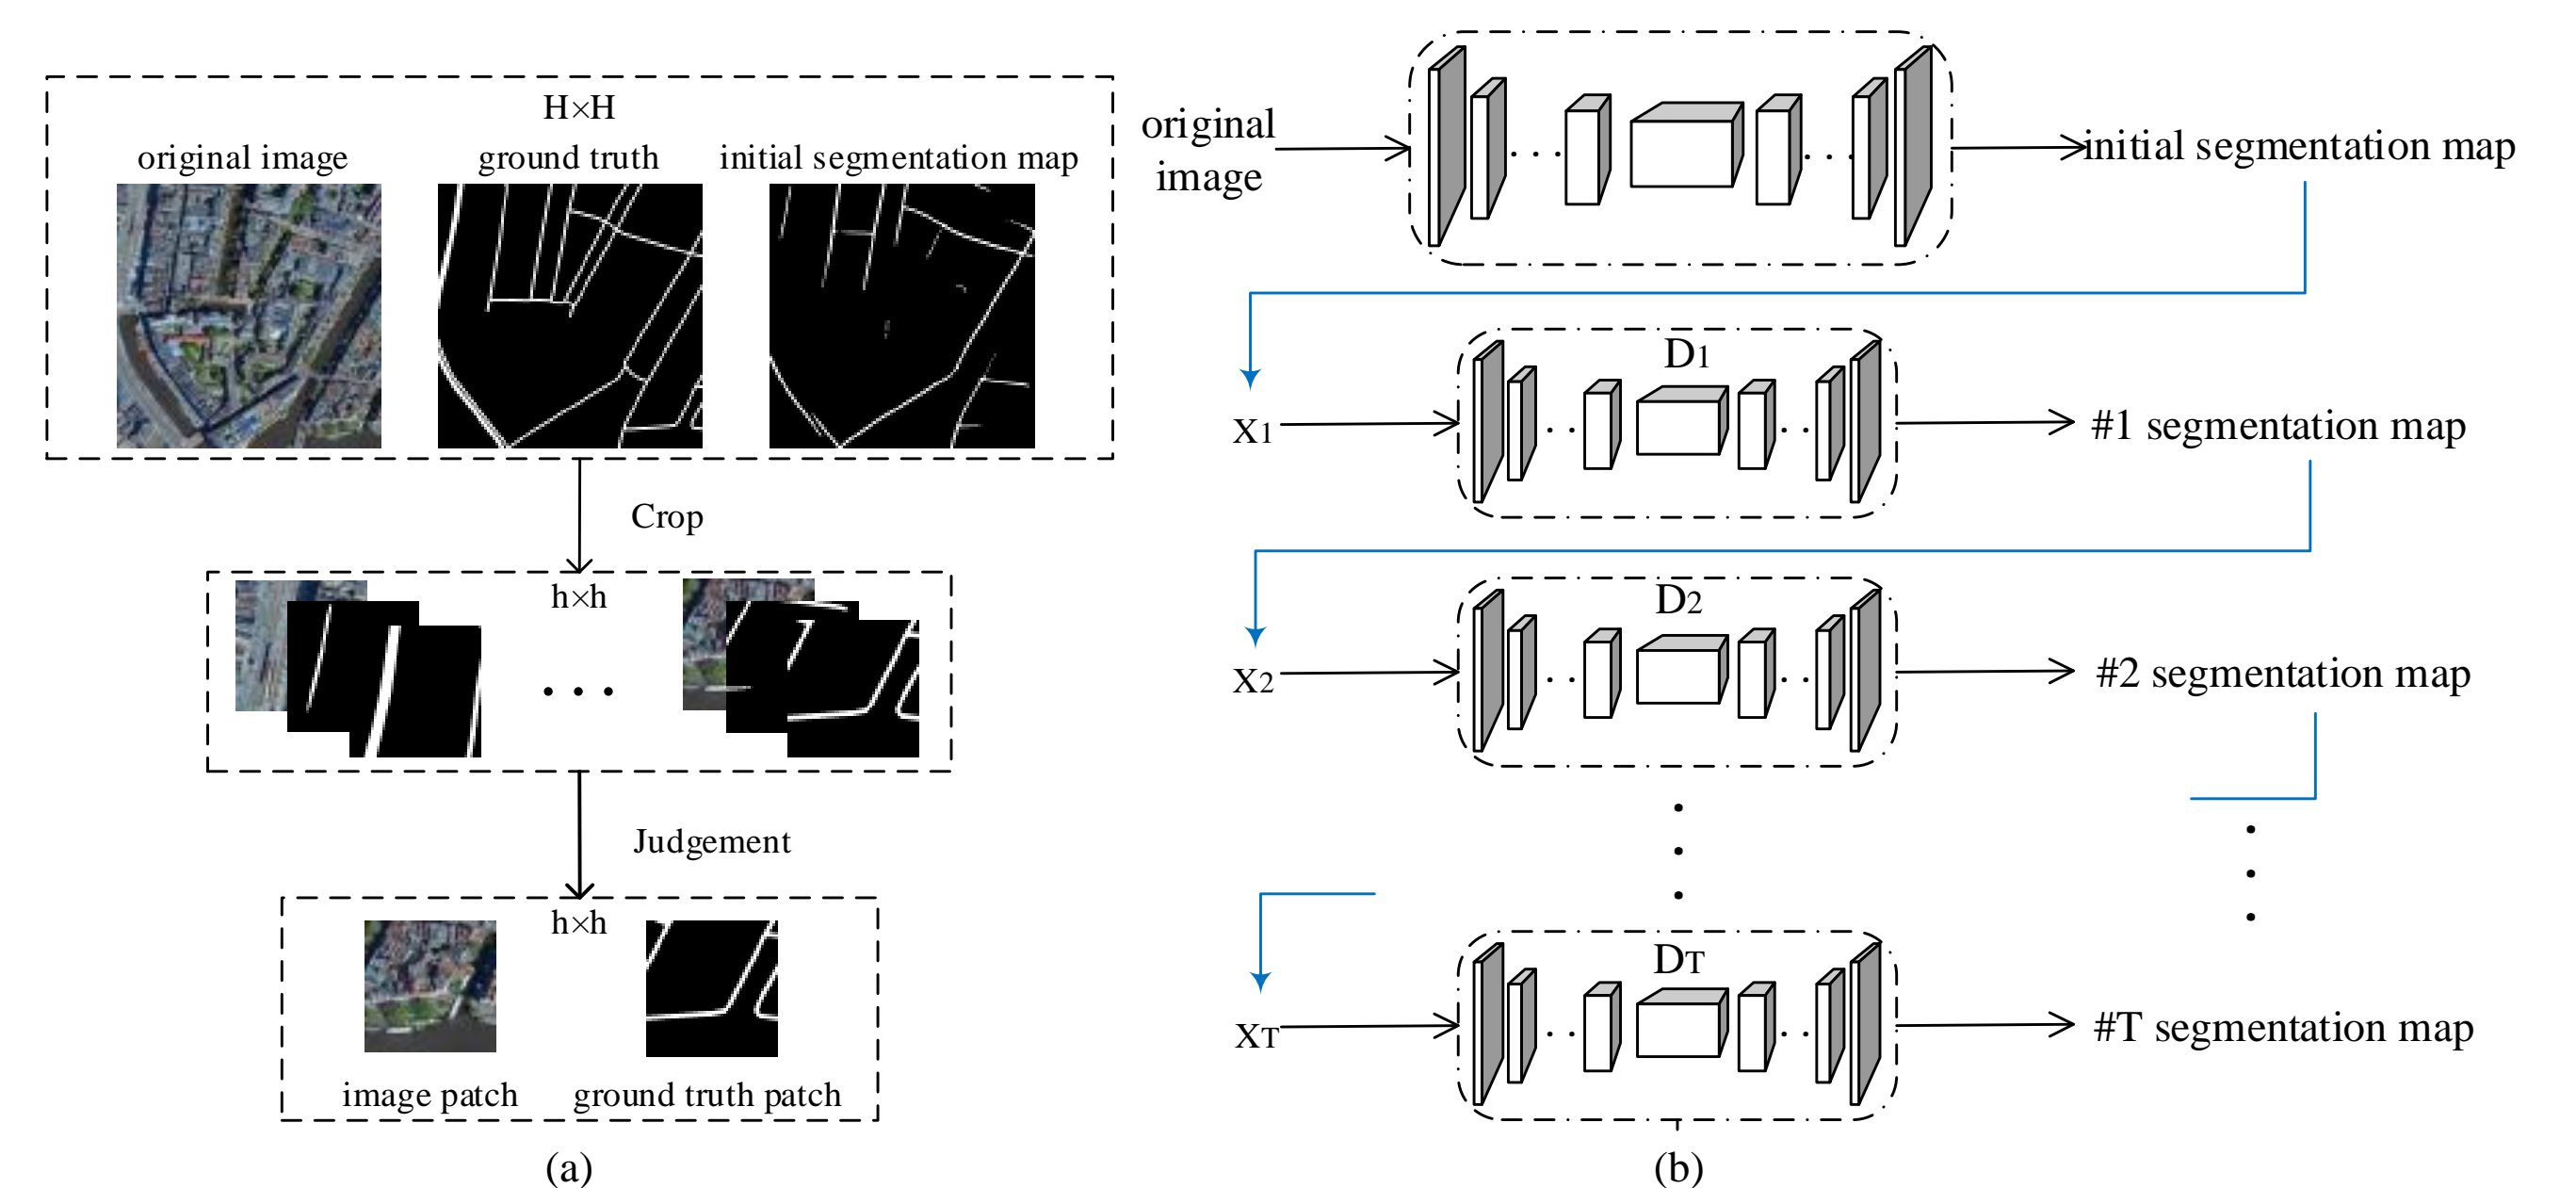 H×H
original image
ground truth
initial segmentation map
Crop
h×h
Judgement
h×h
image patch
ground truth patch
(a)
original
image
initial segmentation map
D1
X1
#1 segmentation map
D2
X2
#2 segmentation map
DT
XT
#T segmentation map
(b)